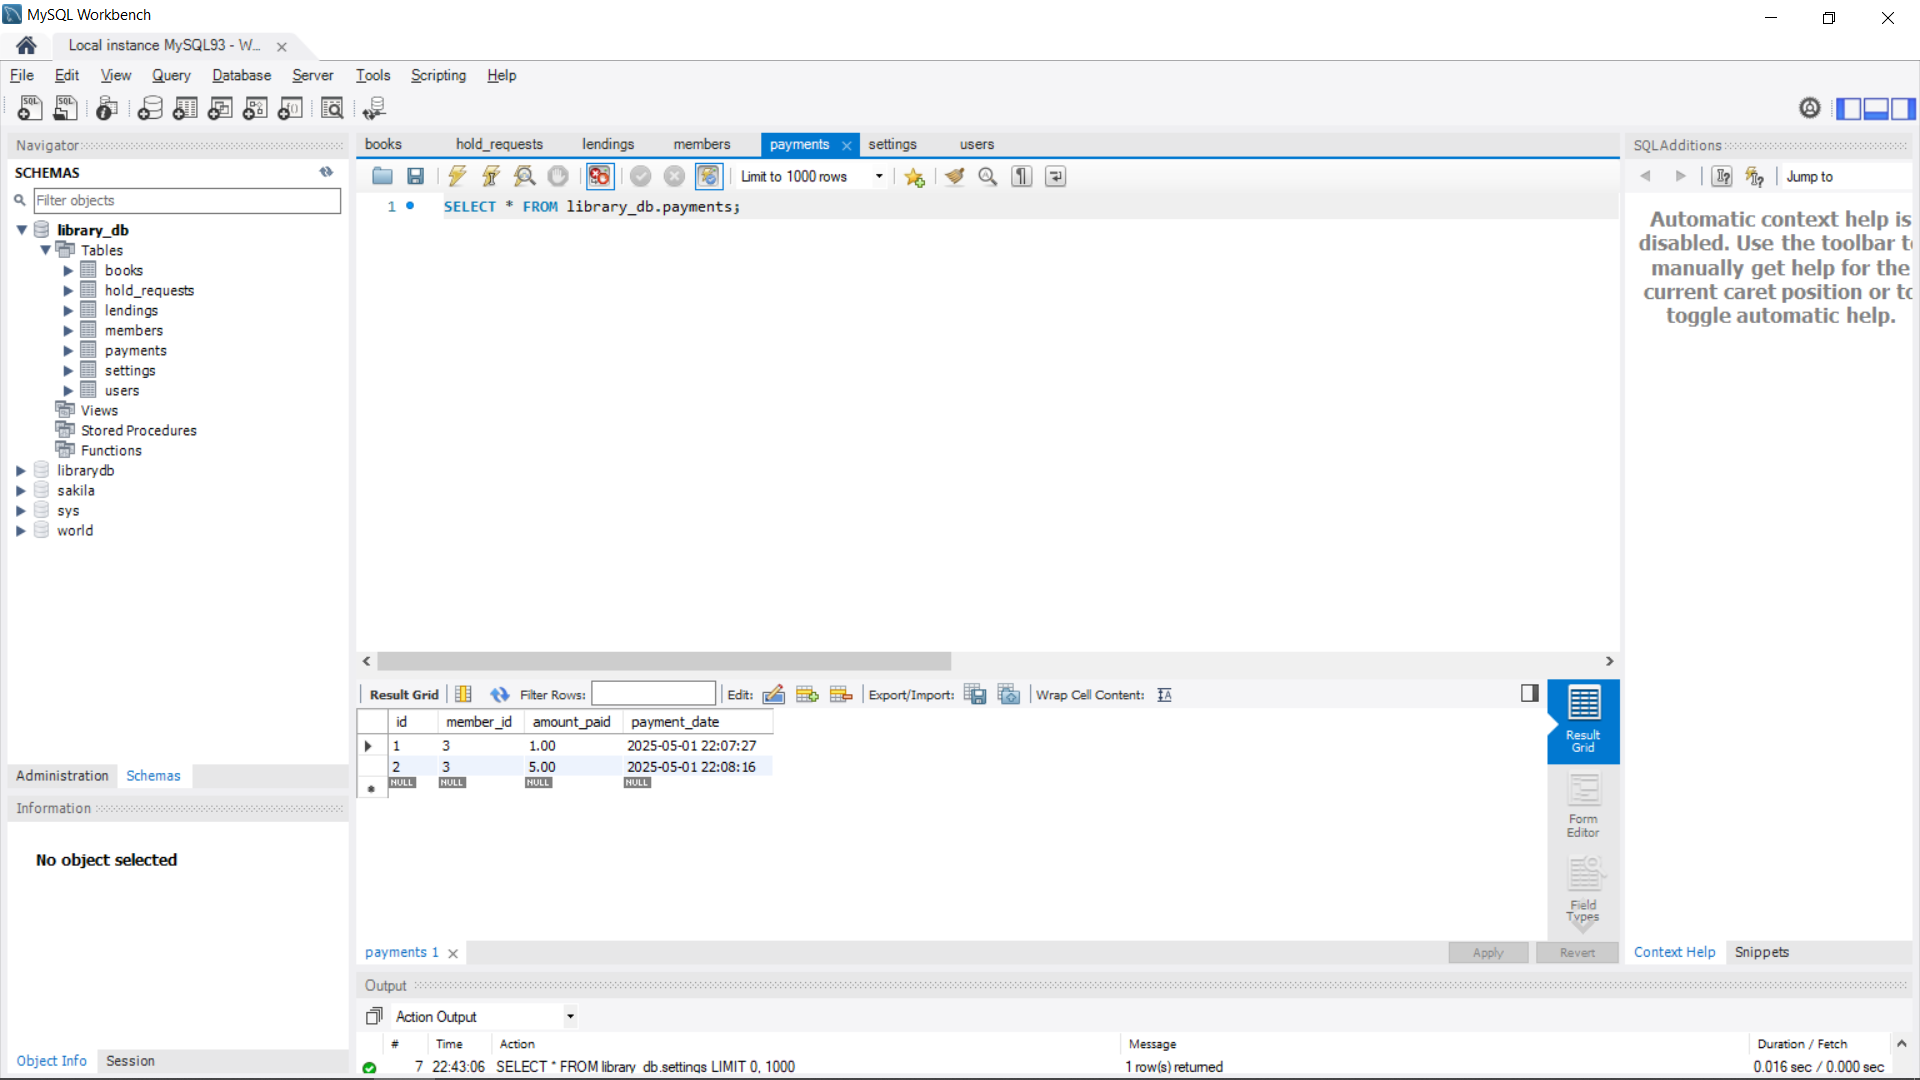 MySQL Workbench
Local instance MySQL93 - W...
File Edit View Query Database Server Tools Scripting Help
Navigator
SCHEMAS
Filter objects
library_db
Tables
books
hold_requests
lendings
members
payments
settings
users
Views
Stored Procedures
Functions
librarydb
sakila
sys
world
Administration Schemas
Information
No object selected
Object Info Session
books hold_requests lendings members payments settings users
Limit to 1000 rows
1 SELECT * FROM library_db.payments;
Result Grid Filter Rows: Edit: Export/Import: Wrap Cell Content:
id member_id amount_paid payment_date
1 3 1.00 2025-05-01 22:07:27
2 3 5.00 2025-05-01 22:08:16
NULL NULL NULL NULL
Result
Grid
Form
Editor
Field
Types
payments 1
Apply Revert
Output
Action Output
# Time Action Message Duration / Fetch
7 22:43:06 SELECT * FROM library_db.settings LIMIT 0, 1000 1 row(s) returned 0.016 sec / 0.000 sec
SQLAdditions
Jump to
Automatic context help is
disabled. Use the toolbar t
manually get help for the
current caret position or to
toggle automatic help.
Context Help Snippets